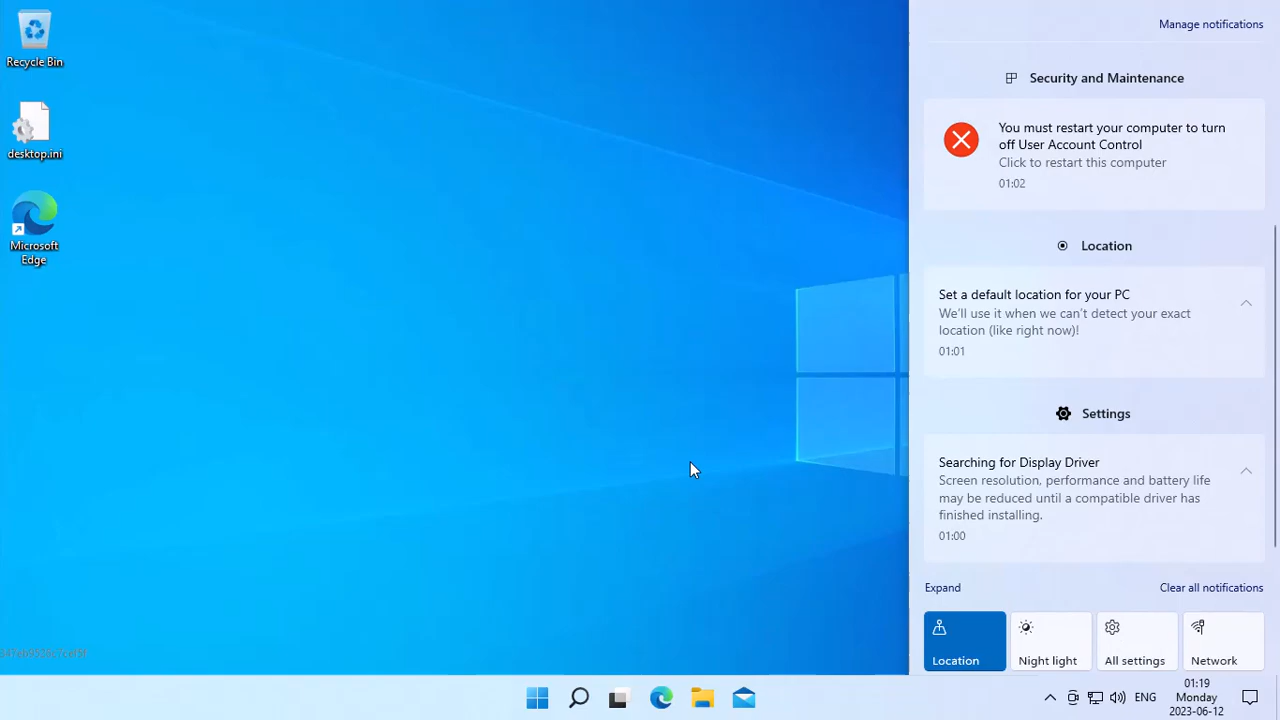 Recycle Bin
desktop.ini
Microsoft
Edge
Manage notifications
Security and Maintenance
You must restart your computer to turn
off User Account Control
Click to restart this computer
01:02
Location
Set a default location for your PC
We'll use it when we can't detect your exact
location (like right now)!
01:01
Settings
Searching for Display Driver
Screen resolution, performance and battery life
may be reduced until a compatible driver has
finished installing.
01:00
Expand
Clear all notifications
Location
Night light
All settings
Network
ENG
01:19
Monday
2023-06-12